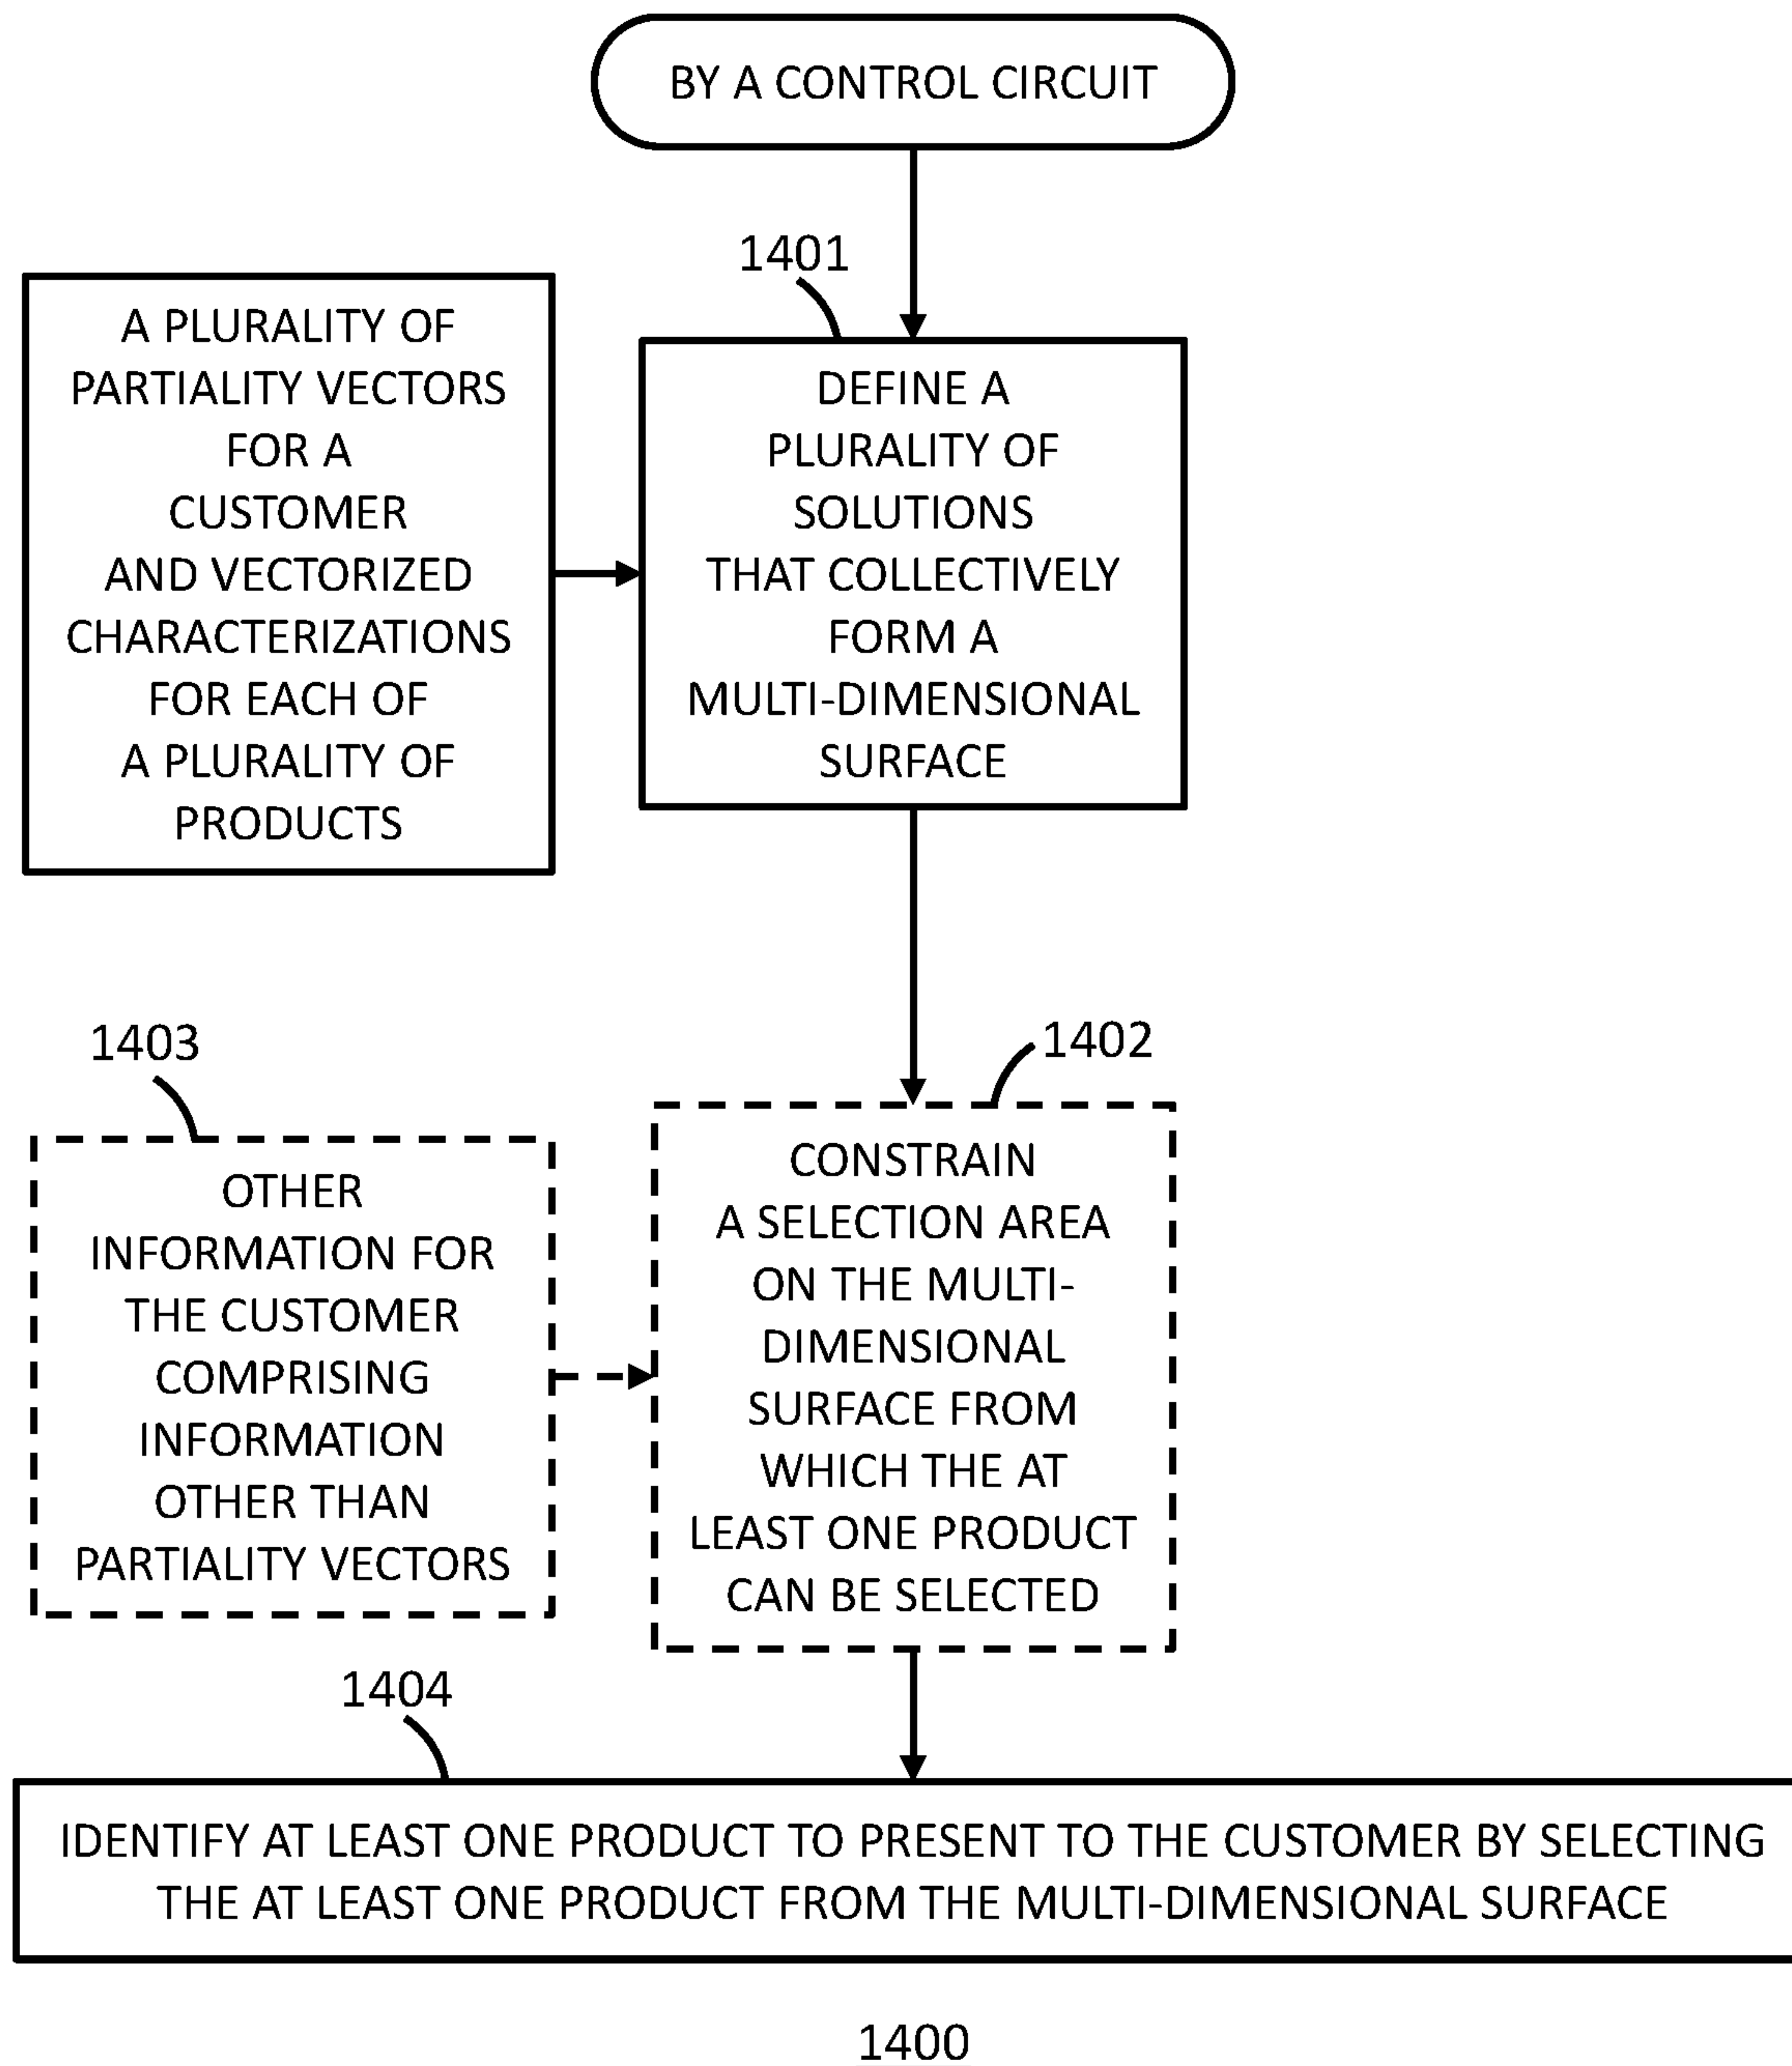 BY A CONTROL CIRCUIT
1401
A PLURALITY OF
PARTIALITY VECTORS
FOR A
CUSTOMER
AND VECTORIZED
CHARACTERIZATIONS
FOR EACH OF
A PLURALITY OF
PRODUCTS
DEFINE A
PLURALITY OF
SOLUTIONS
THAT COLLECTIVELY
FORM A
MULTI-DIMENSIONAL
SURFACE
1403
OTHER
INFORMATION FOR
THE CUSTOMER
COMPRISING
INFORMATION
OTHER THAN
PARTIALITY VECTORS
1402
CONSTRAIN
A SELECTION AREA
ON THE MULTI-
DIMENSIONAL
SURFACE FROM
WHICH THE AT
LEAST ONE PRODUCT
CAN BE SELECTED
1404
IDENTIFY AT LEAST ONE PRODUCT TO PRESENT TO THE CUSTOMER BY SELECTING
THE AT LEAST ONE PRODUCT FROM THE MULTI-DIMENSIONAL SURFACE
1400